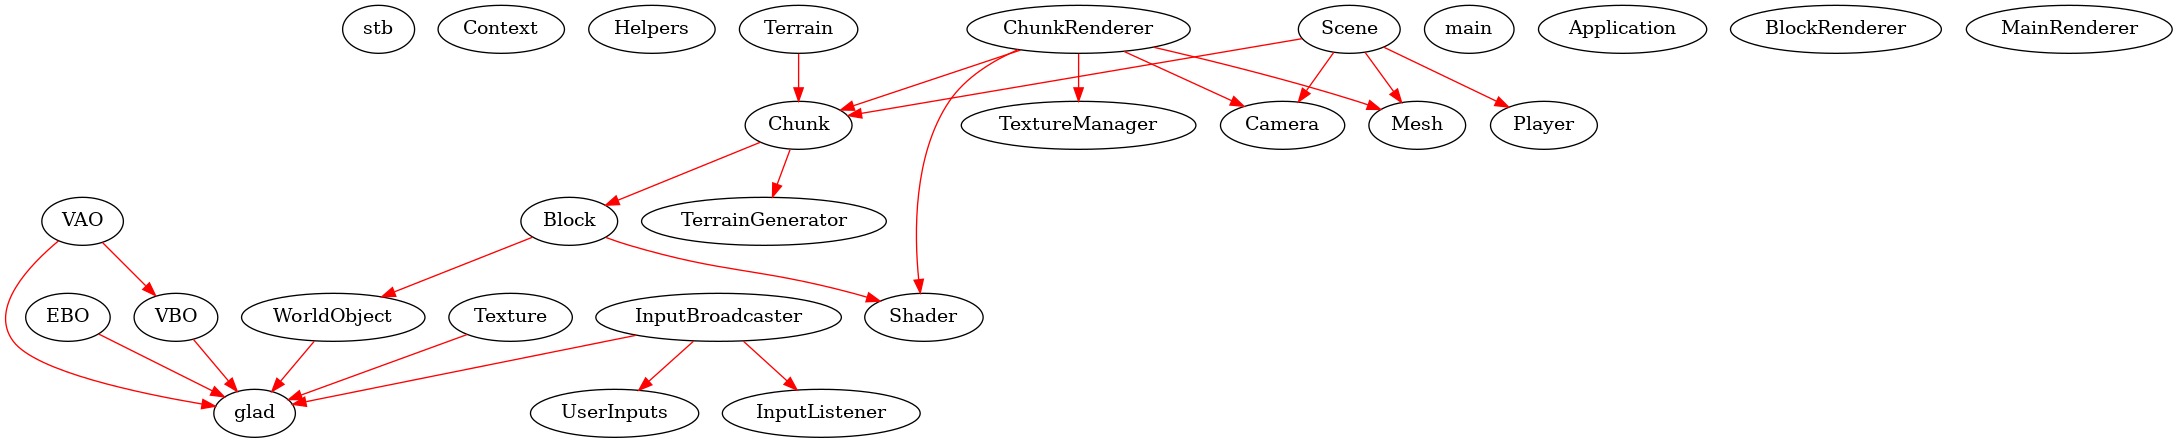 stb
Context
Helpers
Terrain
ChunkRenderer
Scene
main
Application
BlockRenderer
MainRenderer
Chunk
TextureManager
Camera
Mesh
Player
VAO
Block
TerrainGenerator
EBO
VBO
WorldObject
Texture
InputBroadcaster
Shader
glad
UserInputs
InputListener